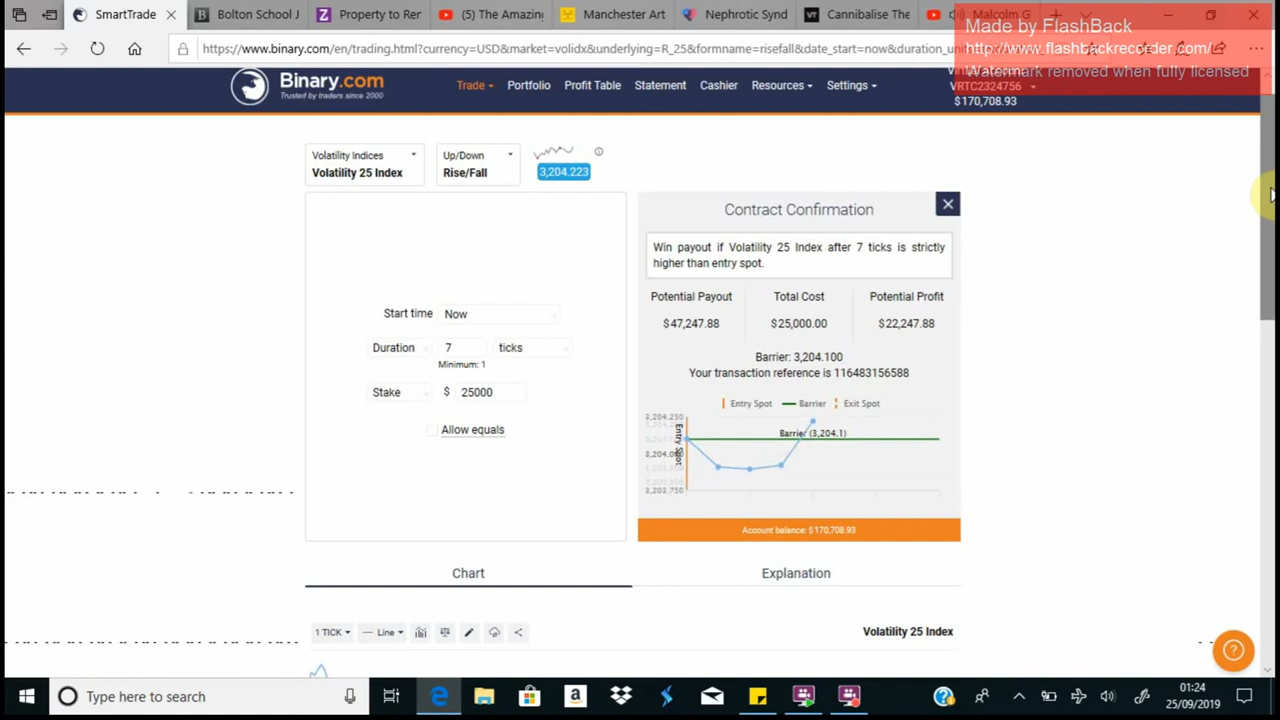 SmartTrade
Bolton School I
Property to Rer
(5) The Amazing
Manchester Art
Nephrotic Synd
Cannibalise The
Malcolm G
Made by FlashBack
https://www.binary.com/en/trading.html?currency=USD&market=volidx&underlying=R_25&formname=risefall&date_start=now&duration_un
http://www.flashbackrecorder.com/
Watermark removed when fully licensed
Binary.com
Trusted by traders since 2000
Trade
Portfolio
Profit Table
Statement
Cashier
Resources
Settings
VRTC2324756
$170,708.93
Volatility Indices
Volatility 25 Index
Up/Down
Rise/Fall
3,204.223
Contract Confirmation
Win payout if Volatility 25 Index after 7 ticks is strictly
higher than entry spot.
Potential Payout
Total Cost
Potential Profit
$47,247.88
$25,000.00
$22,247.88
Start time
Now
Duration
7
ticks
Minimum: 1
Stake
$
25000
Allow equals
Barrier: 3,204.100
Your transaction reference is 116483156588
Entry Spot
Barrier
Exit Spot
3,204.250
Barrier (3,204.1)
Entry Spot
Account balance: $170,708.93
Chart
Explanation
1 TICK
Line
Volatility 25 Index
?
Type here to search
01:24
25/09/2019